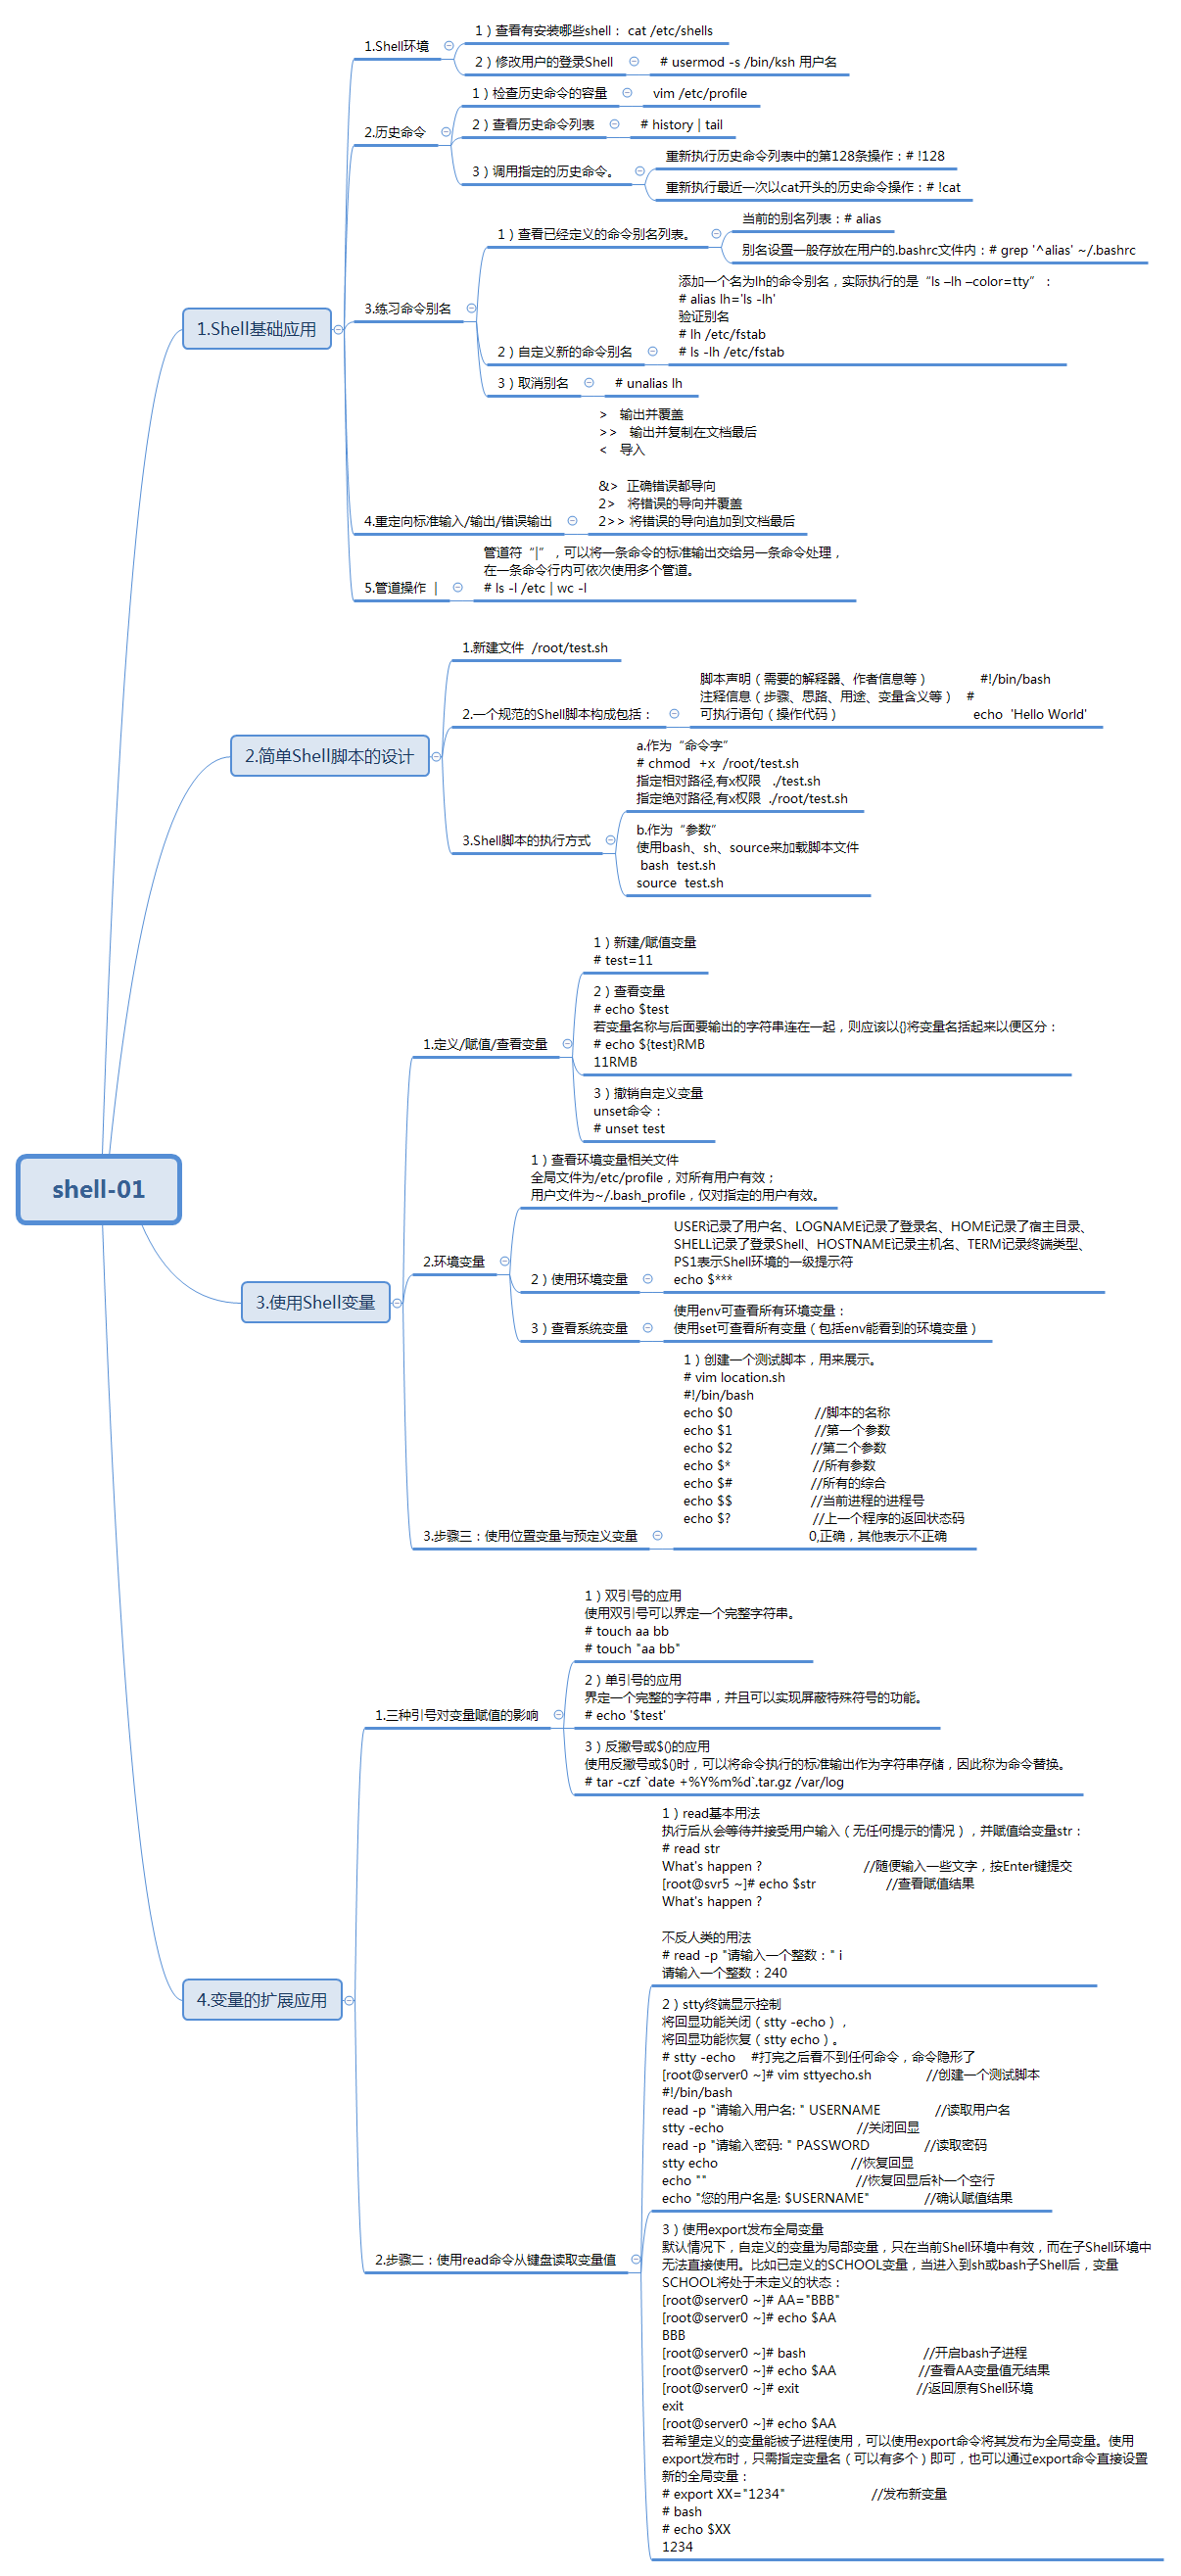 shell-01
1.Shell基础应用
1.Shell环境
1）查看有安装哪些shell： cat /etc/shells
2）修改用户的登录Shell
# usermod -s /bin/ksh 用户名
2.历史命令
1）检查历史命令的容量
vim /etc/profile
2）查看历史命令列表
# history | tail
3）调用指定的历史命令。
重新执行历史命令列表中的第128条操作：# !128
重新执行最近一次以cat开头的历史命令操作：# !cat
3.练习命令别名
1）查看已经定义的命令别名列表。
当前的别名列表：# alias
别名设置一般存放在用户的.bashrc文件内：# grep '^alias' ~/.bashrc
2）自定义新的命令别名
添加一个名为lh的命令别名，实际执行的是“ls –lh –color=tty”：
# alias lh='ls -lh'
验证别名
# lh /etc/fstab
# ls -lh /etc/fstab
3）取消别名
# unalias lh
4.重定向标准输入/输出/错误输出
> 输出并覆盖
>> 输出并复制在文档最后
< 导入
&> 正确错误都导向
2> 将错误的导向并覆盖
2>> 将错误的导向追加到文档最后
5.管道操作 |
管道符“|”，可以将一条命令的标准输出交给另一条命令处理，
在一条命令行内可依次使用多个管道。
# ls -l /etc | wc -l
2.简单Shell脚本的设计
1.新建文件 /root/test.sh
2.一个规范的Shell脚本构成包括：
脚本声明（需要的解释器、作者信息等） #!/bin/bash
注释信息（步骤、思路、用途、变量含义等） #
可执行语句（操作代码） echo 'Hello World'
3.Shell脚本的执行方式
a.作为“命令字”
# chmod +x /root/test.sh
指定相对路径,有x权限 ./test.sh
指定绝对路径,有x权限 ./root/test.sh
b.作为“参数”
使用bash、sh、source来加载脚本文件
bash test.sh
source test.sh
3.使用Shell变量
1.定义/赋值/查看变量
1）新建/赋值变量
# test=11
2）查看变量
# echo $test
若变量名称与后面要输出的字符串连在一起，则应该以{}将变量名括起来以便区分：
# echo ${test}RMB
11RMB
3）撤销自定义变量
unset命令：
# unset test
2.环境变量
1）查看环境变量相关文件
全局文件为/etc/profile，对所有用户有效；
用户文件为~/.bash_profile，仅对指定的用户有效。
2）使用环境变量
USER记录了用户名、LOGNAME记录了登录名、HOME记录了宿主目录、
SHELL记录了登录Shell、HOSTNAME记录主机名、TERM记录终端类型、
PS1表示Shell环境的一级提示符
echo $***
3）查看系统变量
使用env可查看所有环境变量：
使用set可查看所有变量（包括env能看到的环境变量）
3.步骤三：使用位置变量与预定义变量
1）创建一个测试脚本，用来展示。
# vim location.sh
#!/bin/bash
echo $0 //脚本的名称
echo $1 //第一个参数
echo $2 //第二个参数
echo $* //所有参数
echo $# //所有的综合
echo $$ //当前进程的进程号
echo $? //上一个程序的返回状态码
0,正确，其他表示不正确
4.变量的扩展应用
1.三种引号对变量赋值的影响
1）双引号的应用
使用双引号可以界定一个完整字符串。
# touch aa bb
# touch "aa bb"
2）单引号的应用
界定一个完整的字符串，并且可以实现屏蔽特殊符号的功能。
# echo '$test'
3）反撇号或$()的应用
使用反撇号或$()时，可以将命令执行的标准输出作为字符串存储，因此称为命令替换。
# tar -czf `date +%Y%m%d`.tar.gz /var/log
2.步骤二：使用read命令从键盘读取变量值
1）read基本用法
执行后从会等待并接受用户输入（无任何提示的情况），并赋值给变量str：
# read str
What's happen ? //随便输入一些文字，按Enter键提交
[root@svr5 ~]# echo $str //查看赋值结果
What's happen ?
不反人类的用法
# read -p "请输入一个整数：" i
请输入一个整数：240
2）stty终端显示控制
将回显功能关闭（stty -echo），
将回显功能恢复（stty echo）。
# stty -echo #打完之后看不到任何命令，命令隐形了
[root@server0 ~]# vim sttyecho.sh //创建一个测试脚本
#!/bin/bash
read -p "请输入用户名: " USERNAME //读取用户名
stty -echo //关闭回显
read -p "请输入密码: " PASSWORD //读取密码
stty echo //恢复回显
echo "" //恢复回显后补一个空行
echo "您的用户名是: $USERNAME" //确认赋值结果
3）使用export发布全局变量
默认情况下，自定义的变量为局部变量，只在当前Shell环境中有效，而在子Shell环境中
无法直接使用。比如已定义的SCHOOL变量，当进入到sh或bash子Shell后，变量
SCHOOL将处于未定义的状态：
[root@server0 ~]# AA="BBB"
[root@server0 ~]# echo $AA
BBB
[root@server0 ~]# bash //开启bash子进程
[root@server0 ~]# echo $AA //查看AA变量值无结果
[root@server0 ~]# exit //返回原有Shell环境
exit
[root@server0 ~]# echo $AA
若希望定义的变量能被子进程使用，可以使用export命令将其发布为全局变量。使用
export发布时，只需指定变量名（可以有多个）即可，也可以通过export命令直接设置
新的全局变量：
# export XX="1234" //发布新变量
# bash
# echo $XX
1234